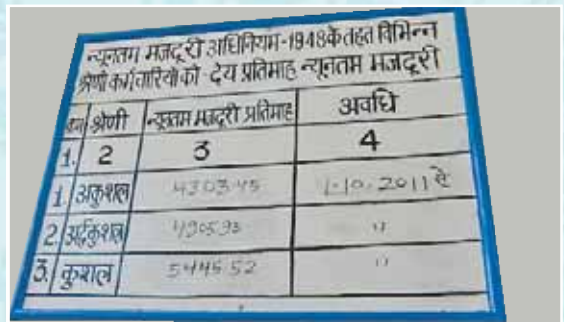 न्यूनतम मजदूरी अधिनियम-1948 के तहत विभिन्न
श्रेणी कर्मचारियों को देय प्रतिमाह न्यूनतम मजदूरी
श्रेणी न्यूनतम मजदूरी प्रतिमाह अवधि
1. 2 3 4
1. अकुशल 4303.45 1-10-2011 से
2. अर्द्धकुशल 4905.93 "
3. कुशल 5445.52 "